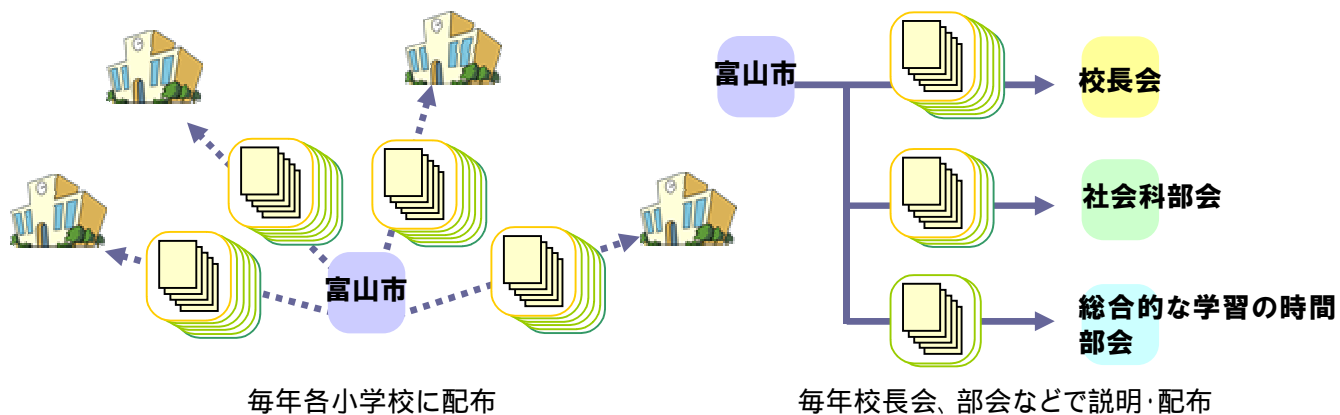 富山市
毎年各小学校に配布
富山市
校長会
社会科部会
総合的な学習の時間
部会
毎年校長会、部会などで説明・配布